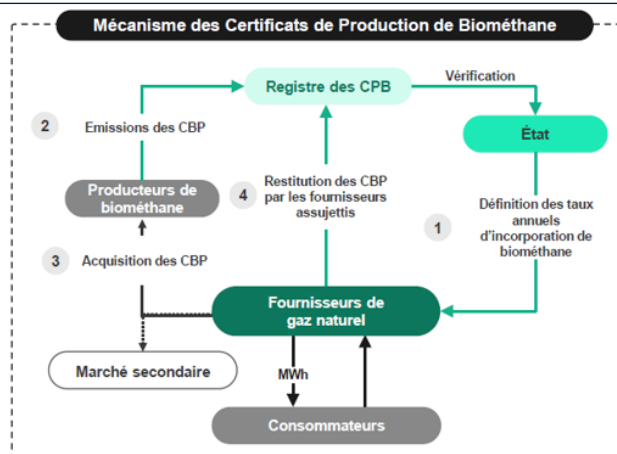 Mécanisme des Certificats de Production de Biométhane
Registre des CPB
Vérification
État
2
Emissions des CBP
Producteurs de
biométhane
4
Restitution des CBP
par les fournisseurs
assujettis
1
Définition des taux
annuels
d'incorporation de
biométhane
3
Acquisition des CBP
Fournisseurs de
gaz naturel
Marché secondaire
MWh
Consommateurs